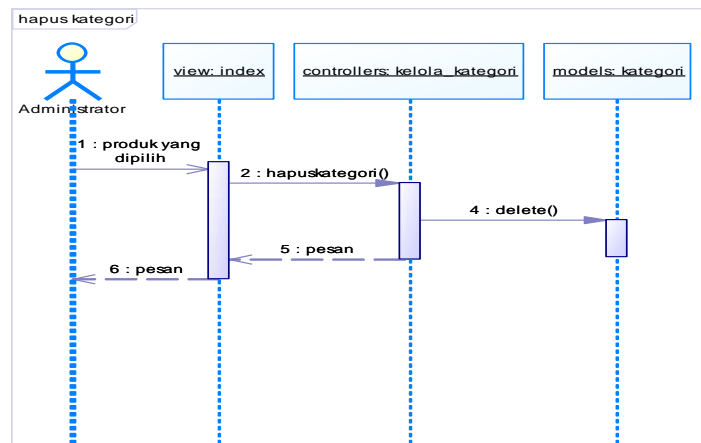 hapus kategori
view: index
controllers: kelola_kategori
models: kategori
Administrator
1 : produk yang
dipilih
2 : hapuskategori()
4 : delete()
5 : pesan
6 : pesan